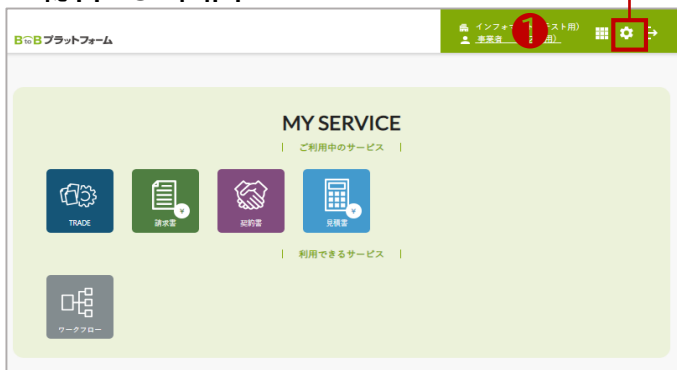 BtoBプラットフォーム
インフォ テスト用)
事業者 用)
1
MY SERVICE
| ご利用中のサービス |
TRADE
請求書
契約書
見積書
| 利用できるサービス |
ワークフロー